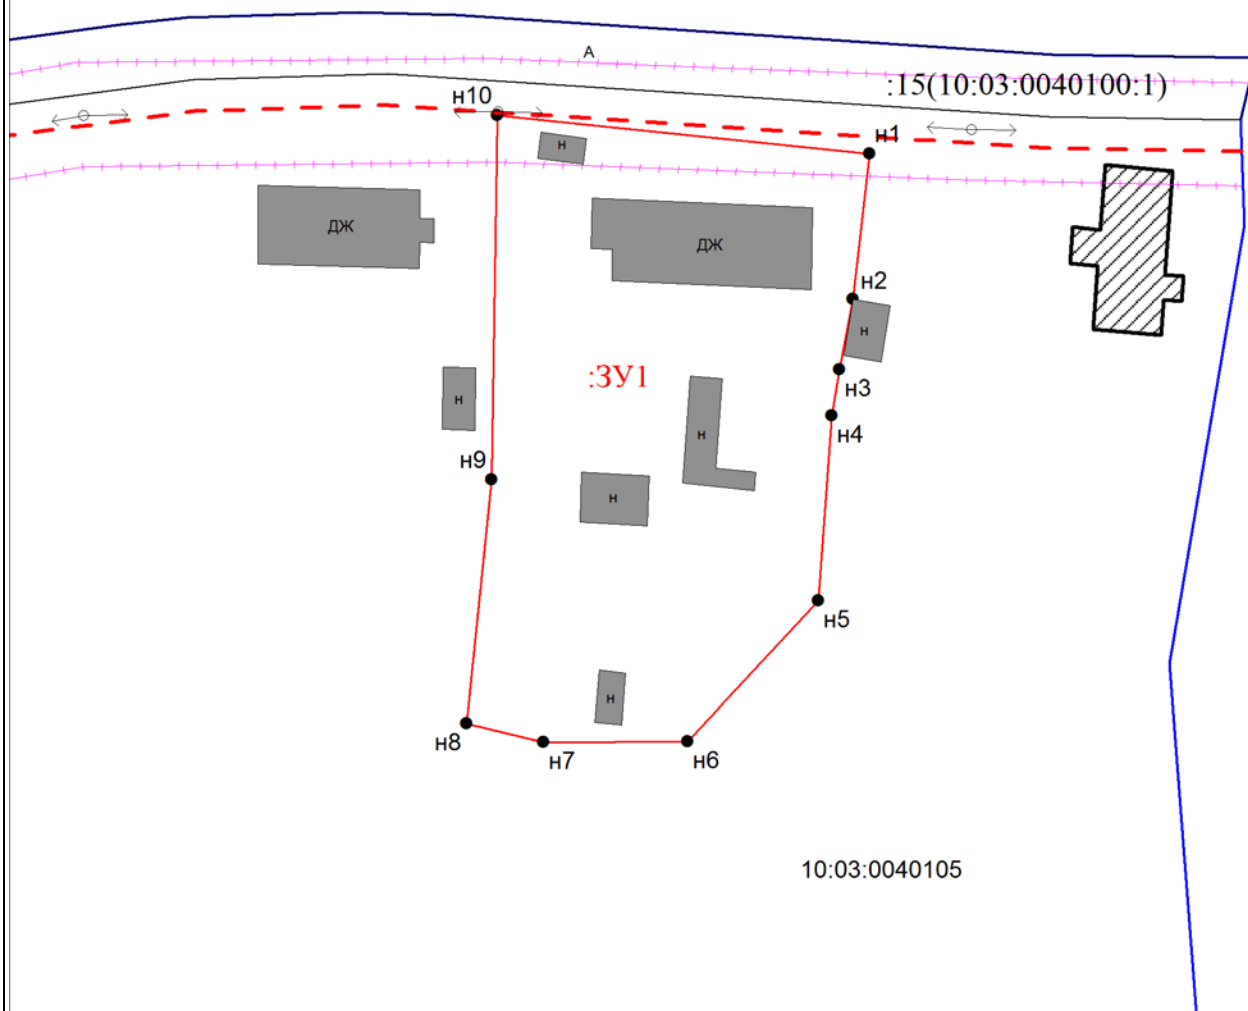 А
:15(10:03:0040100:1)
н10
н1
н
ДЖ
ДЖ
н2
н
:ЗУ1
н3
н
н4
н
н9
н
н5
н
н8
н7
н6
10:03:0040105